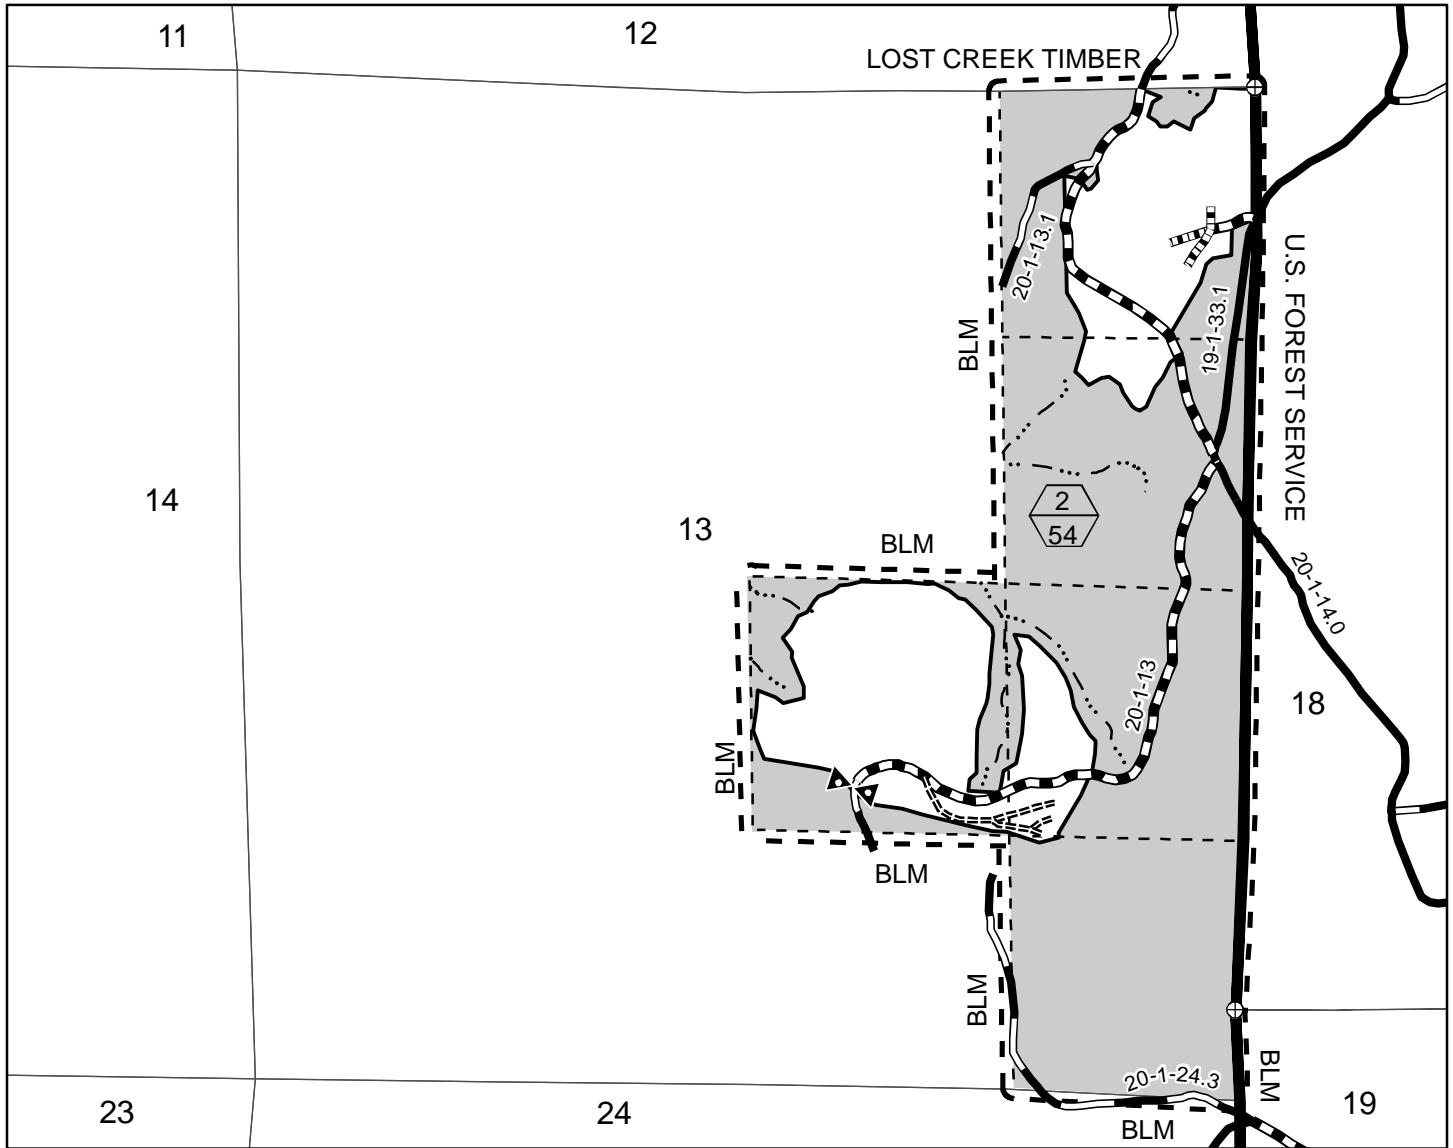 11
12
LOST CREEK TIMBER
20-1-13.1
19-1-33.1
U.S. FOREST SERVICE
BLM
14
13
2
54
BLM
20-1-14.0
20-1-13
18
BLM
BLM
BLM
20-1-24.3
BLM
23
24
19
BLM